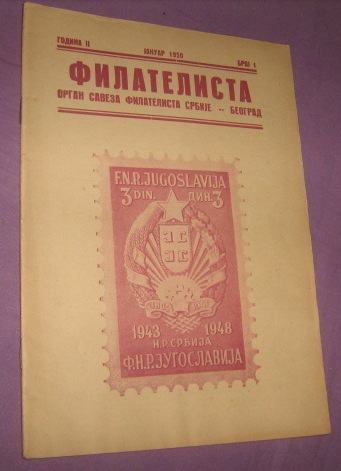 ГОДИНА II ЈАНУАР 1950 БРОЈ 1
ФИЛАТЕЛИСТА
ОРГАН САВЕЗА ФИЛАТЕЛИСТА СРБИЈЕ -- БЕОГРАД
F.N.R. JUGOSLAVIJA
3 DIN. ДИН. 3
1943 1948
Н.Р. СРБИЈА
Ф.Н.Р. ЈУГОСЛАВИЈА